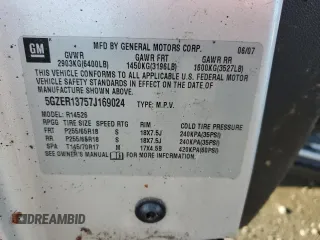 GM
MFD BY GENERAL MOTORS CORP. 06/07
GVWR GAWR FRT GAWR RR
2903KG(6400LB) 1450KG(3196LB) 1600KG(3527LB)
THIS VEHICLE CONFORMS TO ALL APPLICABLE U.S. FEDERAL MOTOR
VEHICLE SAFETY STANDARDS IN EFFECT ON THE DATE OF
MANUFACTURE SHOWN ABOVE.
5GZER13757J169024 TYPE: M.P.V.
MODEL: R14526
RPGG TIRE SIZE SPEED RTG RIM COLD TIRE PRESSURE
FRT P255/65R18 S 18X7.5J 240KPA(35PSI)
RR P255/65R18 S 18X7.5J 240KPA(35PSI)
SPA T145/70R17 M 17X4.5B 420KPA(60PSI)
SEE OWNER'S MANUAL FOR
BIDFAX